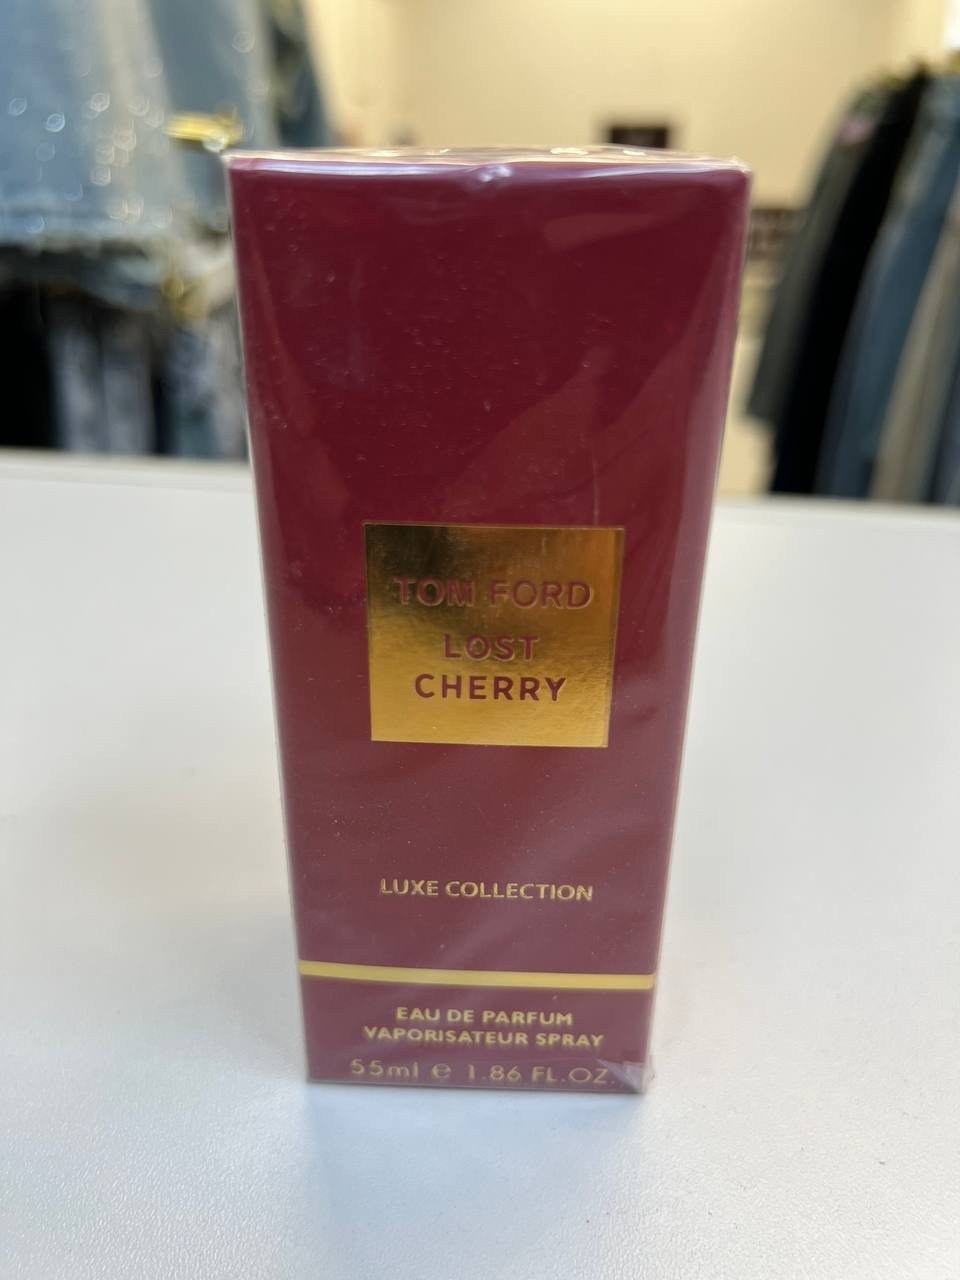 TOM FORD
LOST
CHERRY
LUXE COLLECTION
EAU DE PARFUM
VAPORISATEUR SPRAY
55ml e 1.86 FL.OZ.